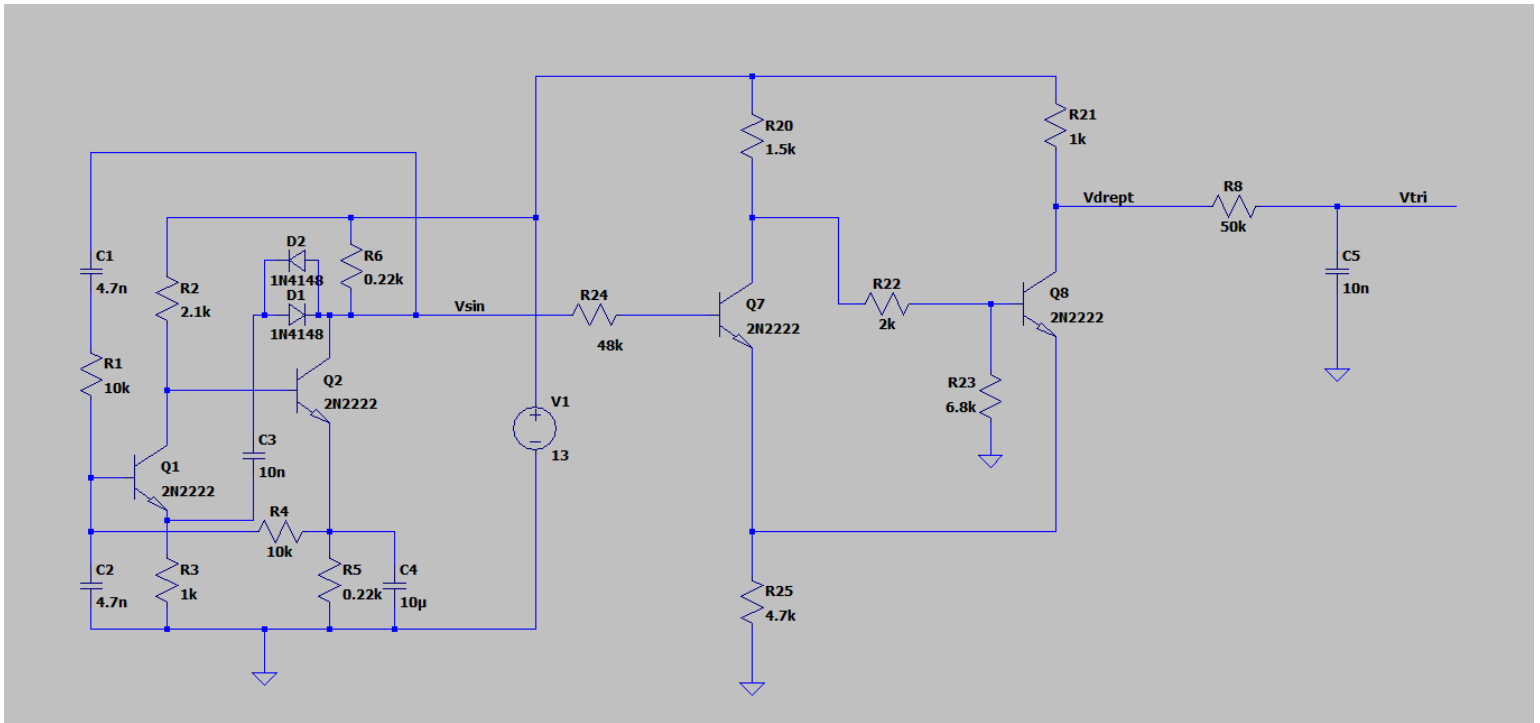 R20
1.5k
R21
1k
Vdrept
R8
50k
Vtri
C5
10n
C1
4.7n
R2
2.1k
D2
1N4148
D1
1N4148
R6
0.22k
Vsin
R24
48k
Q7
2N2222
R22
2k
Q8
2N2222
R1
10k
Q2
2N2222
V1
13
R23
6.8k
C3
10n
Q1
2N2222
R4
10k
C2
4.7n
R3
1k
R5
0.22k
C4
10µ
R25
4.7k